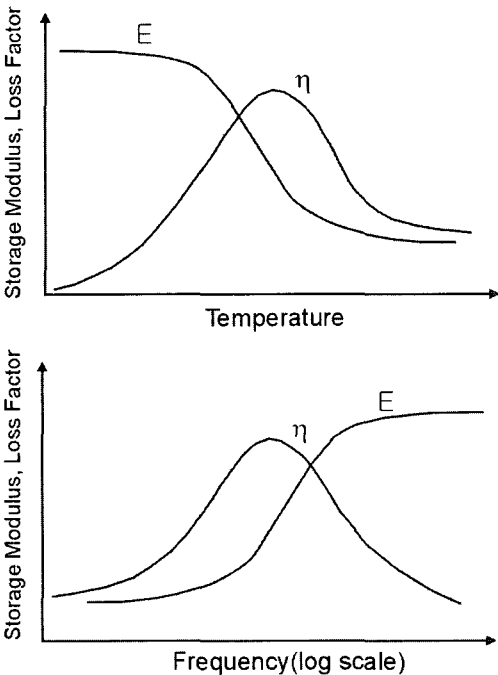 Storage Modulus, Loss Factor
E
η
Temperature
Storage Modulus, Loss Factor
η
E
Frequency(log scale)